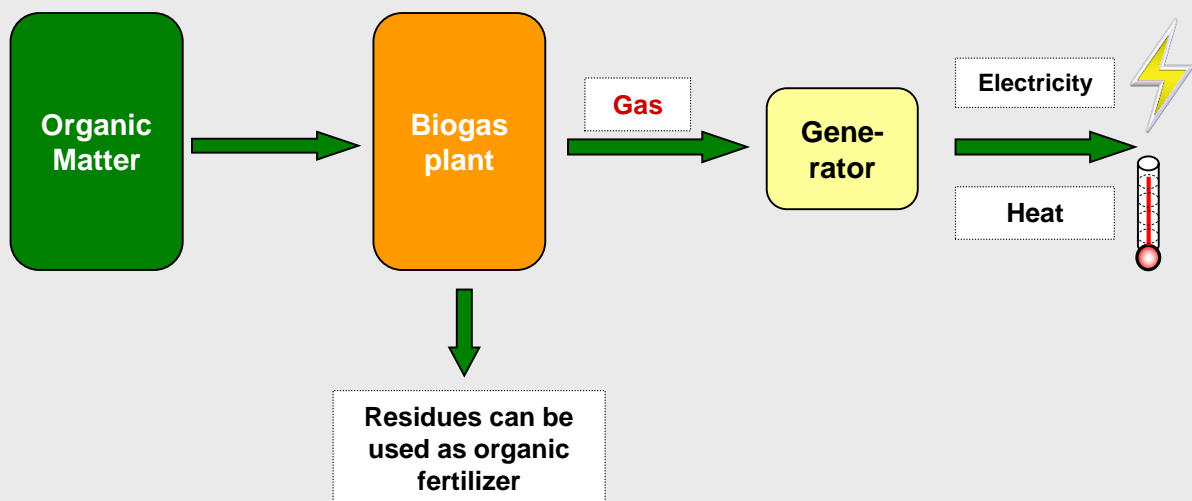 Organic
Matter
Biogas
plant
Gas
Gene-
rator
Electricity
Heat
Residues can be
used as organic
fertilizer